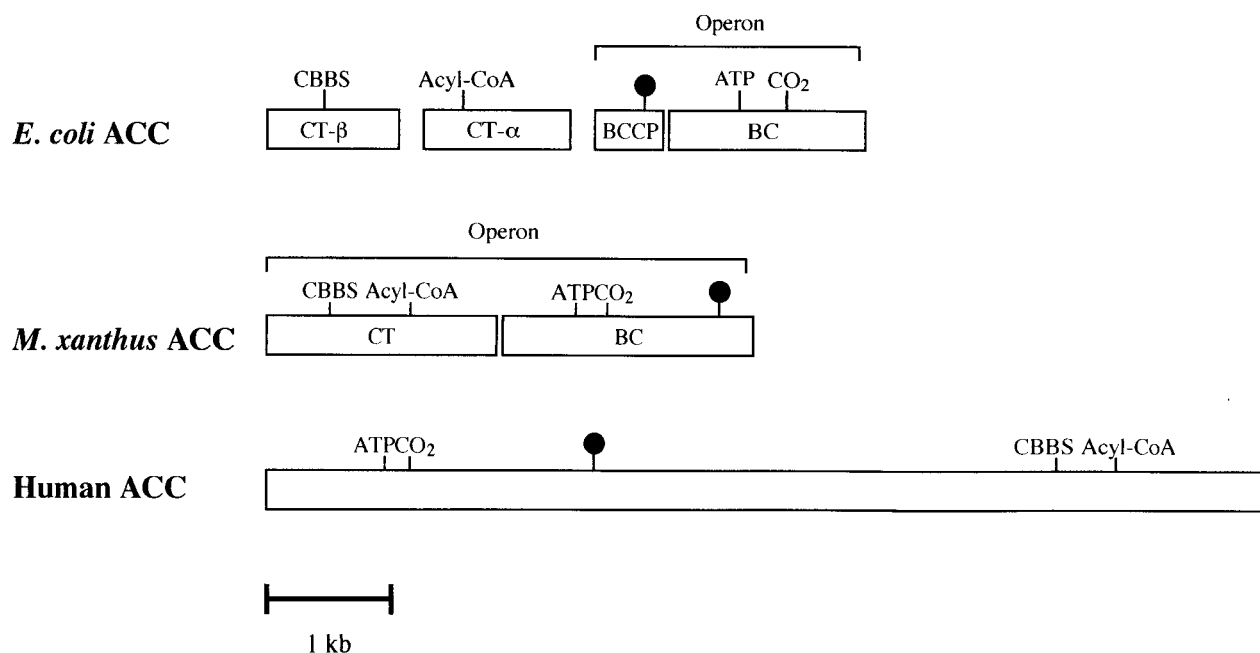 Operon
CBBS Acyl-CoA ATP CO2
E. coli ACC CT-β CT-α BCCP BC
Operon
CBBS Acyl-CoA ATPCO2
M. xanthus ACC CT BC
ATPCO2 CBBS Acyl-CoA
Human ACC
1 kb